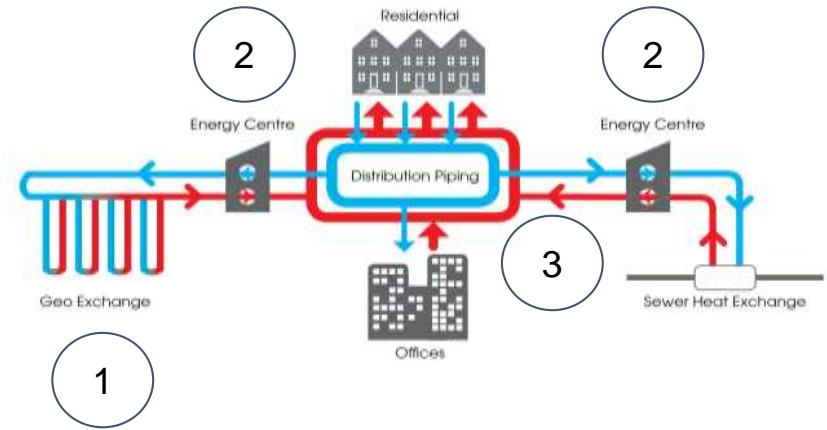 Residential
2
2
Energy Centre
Energy Centre
Distribution Piping
3
Geo Exchange
Sewer Heat Exchange
Offices
1